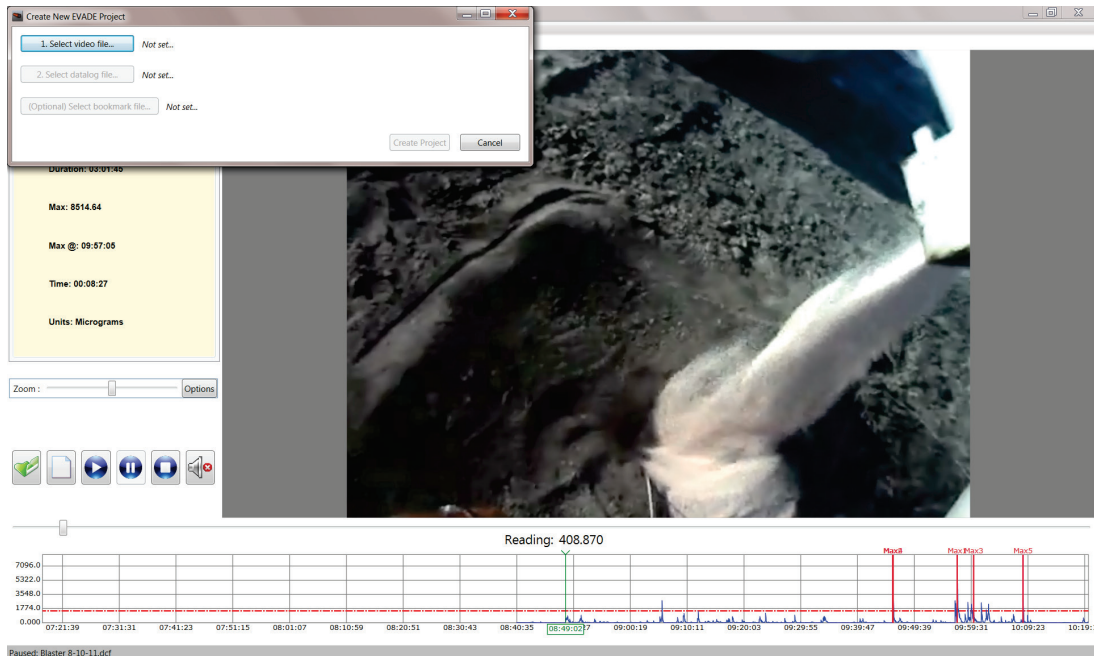 Create New EVADE Project
1. Select video file... Not set...
2. Select datalog file... Not set...
(Optional) Select bookmark file... Not set...
Create Project Cancel
Duration: 03:01:45
Max: 8514.64
Max @: 09:57:05
Time: 00:08:27
Units: Micrograms
Zoom : Options
Reading: 408.870
Max1 Max3 Max5
7096.0
5322.0
3548.0
1774.0
0.000
07:21:39 07:31:31 07:41:23 07:51:15 08:01:07 08:10:59 08:20:51 08:30:43 08:40:35 08:49:02 09:00:19 09:10:11 09:20:03 09:29:55 09:39:47 09:49:39 09:59:31 10:09:23
Paused: Blaster 8-10-11.dcf